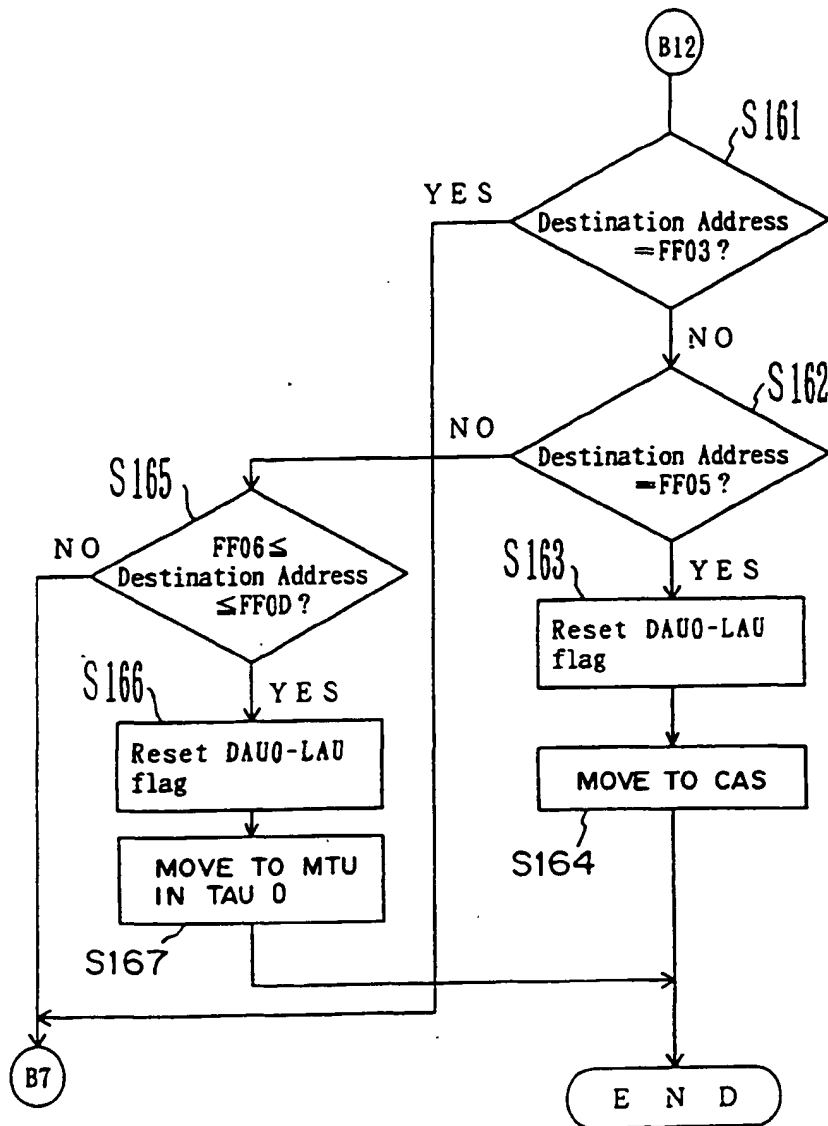 B12
S161
YES
Destination Address
=FF03?
NO
S162
NO
Destination Address
=FF05?
S165
NO
FF06≦
Destination Address
≦FF0D?
S163
YES
Reset DAU0-LAU
flag
S166
YES
Reset DAU0-LAU
flag
MOVE TO CAS
S164
MOVE TO MTU
IN TAU 0
S167
B7
E N D